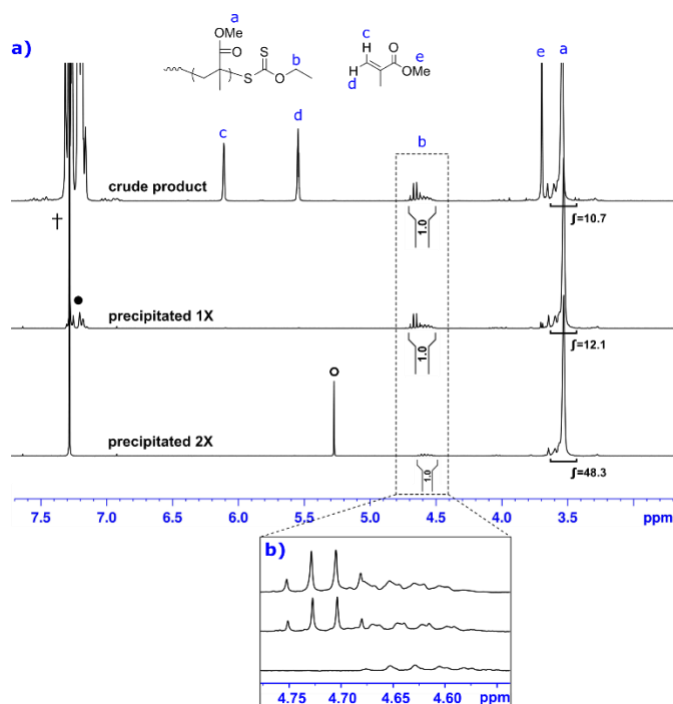 a)
a
OMe
O
S
S
O
b
c
H
H
d
O
OMe
e
c
d
b
e
a
crude product
1.0
∫=10.7
†
●
precipitated 1X
1.0
∫=12.1
precipitated 2X
1.0
∫=48.3
7.5 7.0 6.5 6.0 5.5 5.0 4.5 4.0 3.5 ppm
b)
4.75 4.70 4.65 4.60 ppm